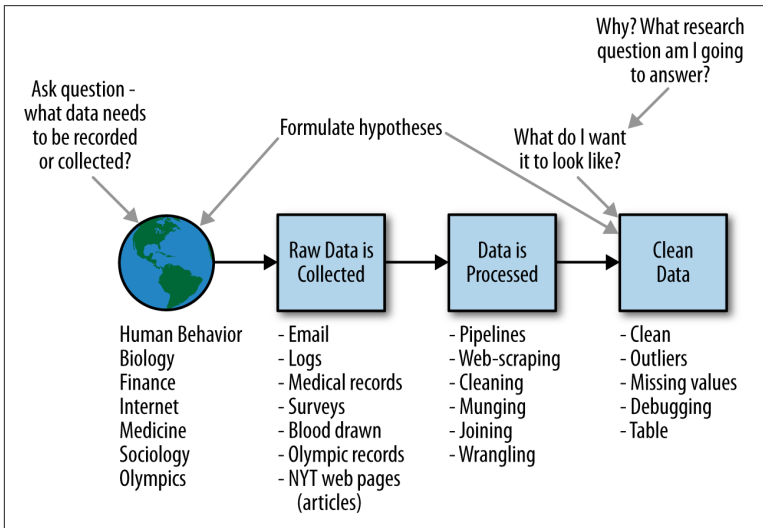 Why? What research
question am I going
to answer?
Ask question -
what data needs
to be recorded
or collected?
Formulate hypotheses
What do I want
it to look like?
Raw Data is
Collected
Data is
Processed
Clean
Data
Human Behavior
Biology
Finance
Internet
Medicine
Sociology
Olympics
- Email
- Logs
- Medical records
- Surveys
- Blood drawn
- Olympic records
- NYT web pages
(articles)
- Pipelines
- Web-scraping
- Cleaning
- Munging
- Joining
- Wrangling
- Clean
- Outliers
- Missing values
- Debugging
- Table